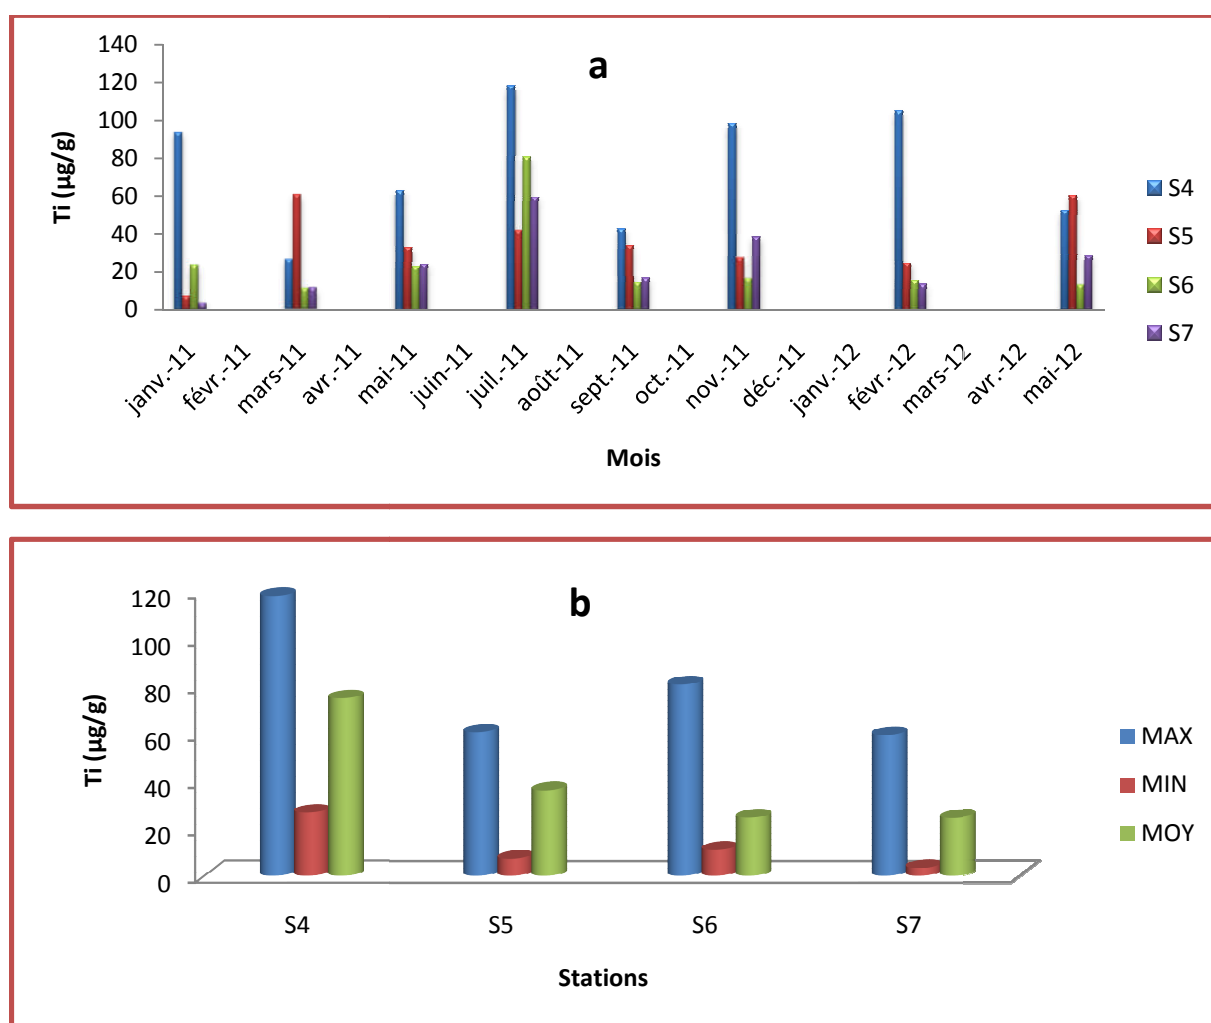 a
Ti (µg/g)
140
120
100
80
60
40
20
0
janv.-11
févr.-11
mars-11
avr.-11
mai-11
juin-11
juil.-11
août-11
sept.-11
oct.-11
nov.-11
déc.-11
janv.-12
févr.-12
mars-12
avr.-12
mai-12
Mois
S4
S5
S6
S7
b
Ti (µg/g)
120
100
80
60
40
20
0
S4
S5
S6
S7
Stations
MAX
MIN
MOY